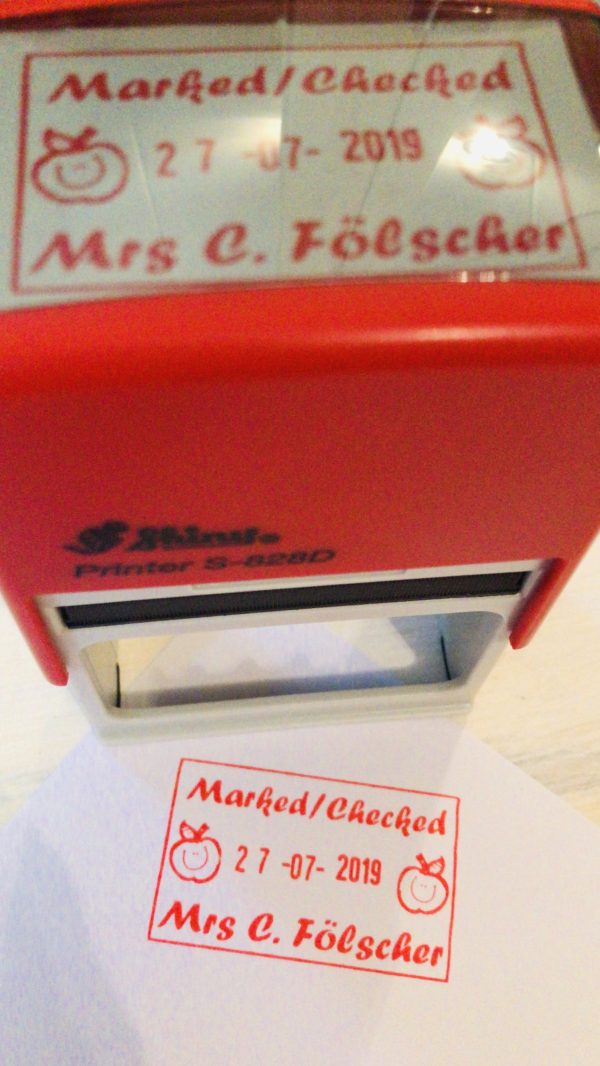 Marked/Checked
27 -07- 2019
Mrs C. Fölscher
Shiny
Printer S-828D
Marked/Checked
27 -07- 2019
Mrs C. Fölscher